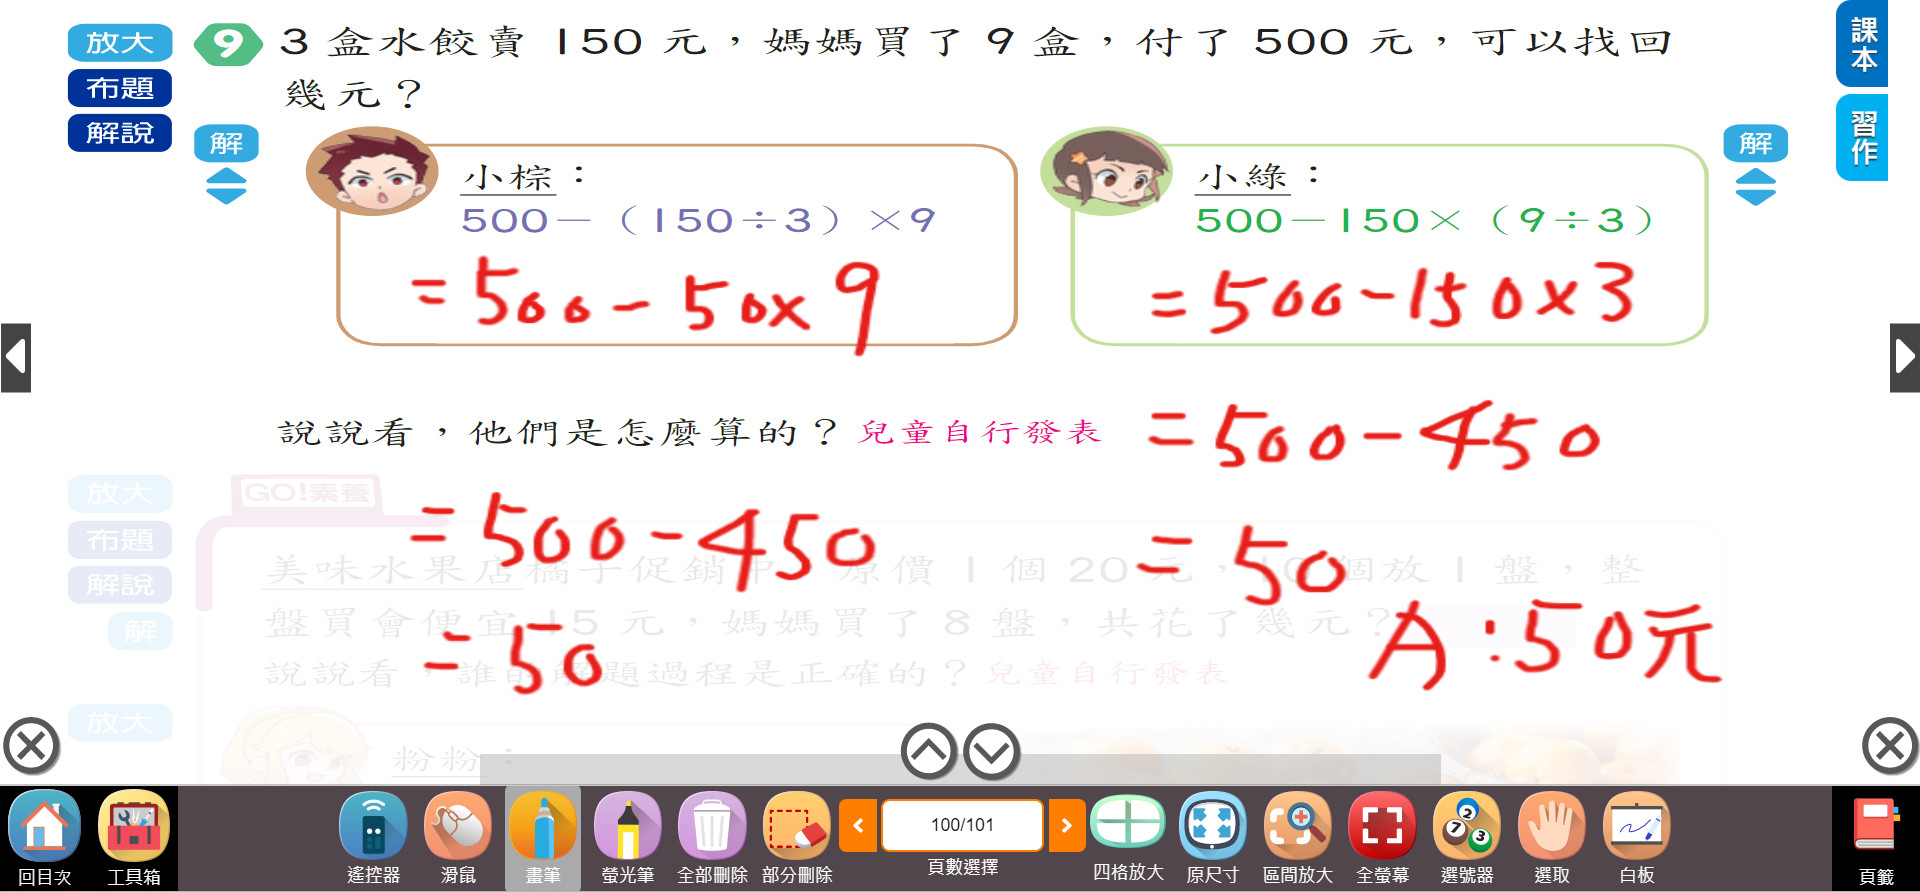 放大
布題
解說
9 3 盒水餃賣 150 元，媽媽買了 9 盒，付了 500 元，可以找回
幾元？
課本
習作
解
解
小棕：
500－（150÷3）×9
=500-50×9
小綠：
500－150×（9÷3）
=500-150×3
說說看，他們是怎麼算的？兒童自行發表
=500-450
=50
=500-450
=50
A:50元
放大
布題
解說
解
放大
GO!素養
美味水果店橘子促銷中，原價 1 個 20 元，10 個放 1 盤，整
盤買會便宜 15 元，媽媽買了 8 盤，共花了幾元？
說說看，誰的解題過程是正確的？兒童自行發表
粉粉：
回目次
工具箱
遙控器
滑鼠
畫筆
螢光筆
全部刪除
部分刪除
100/101
頁數選擇
四格放大
原尺寸
區間放大
全螢幕
2
7
3
選號器
選取
白板
頁籤